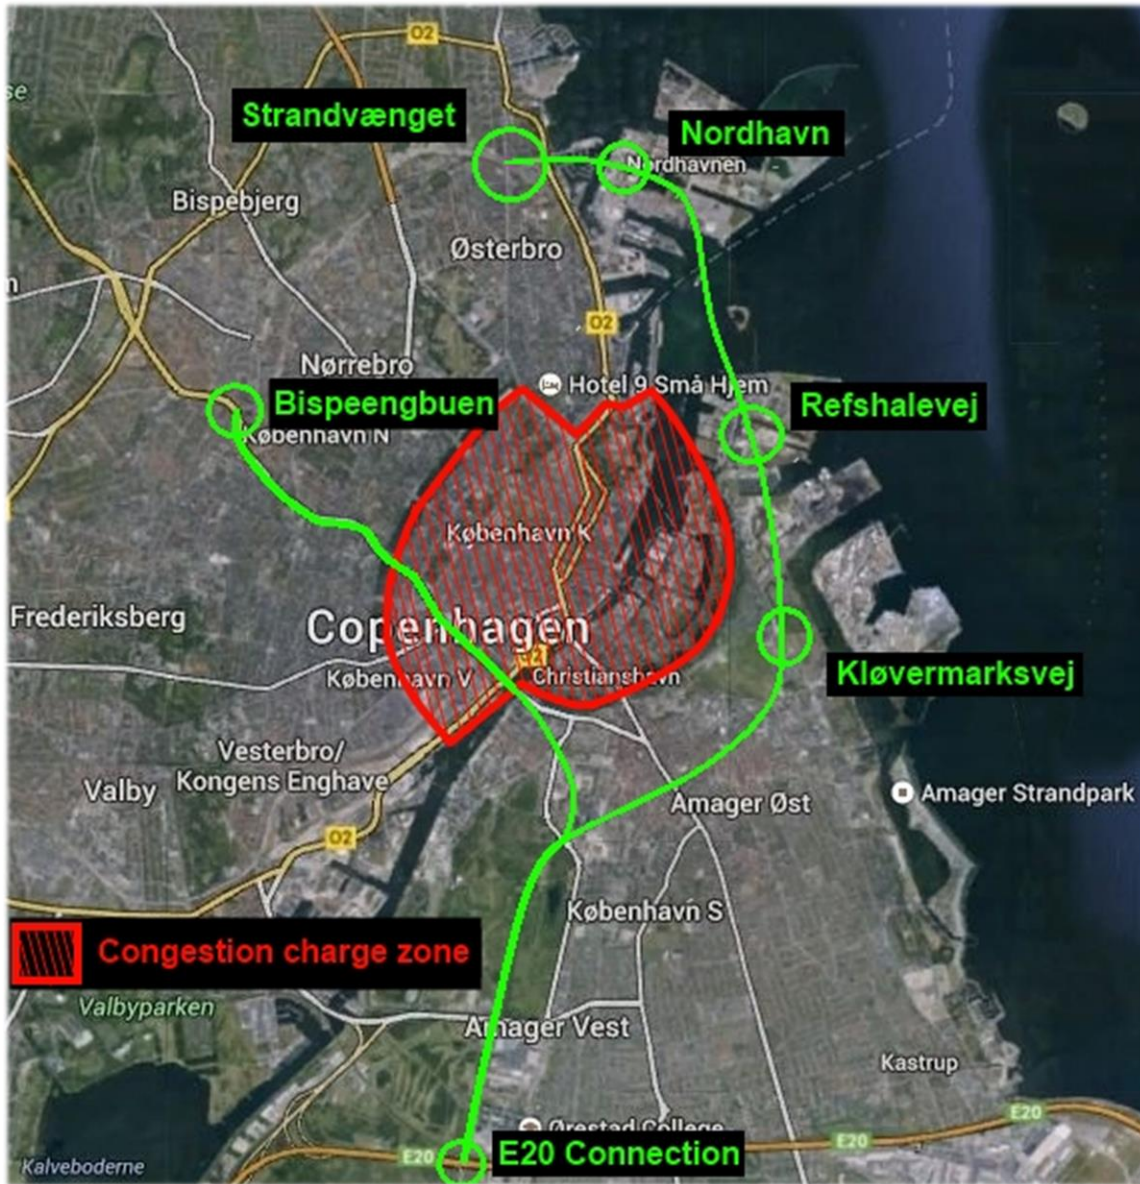 O2
se
Strandvænget
Nordhavn
Nordhavnen
Bispebjerg
Østerbro
n
O2
Nørrebro
Hotel 9 Små Hjem
Bispeengbuen
Refshalevej
København N
København K
Frederiksberg
Copenhagen
O2
København V
Christianshavn
Kløvermarksvej
Vesterbro/
Kongens Enghave
Valby
Amager Strandpark
Amager Øst
O2
København S
Congestion charge zone
Valbyparken
Amager Vest
Kastrup
E20
Ørestad College
E20
E20
E20 Connection
Kalveboderne